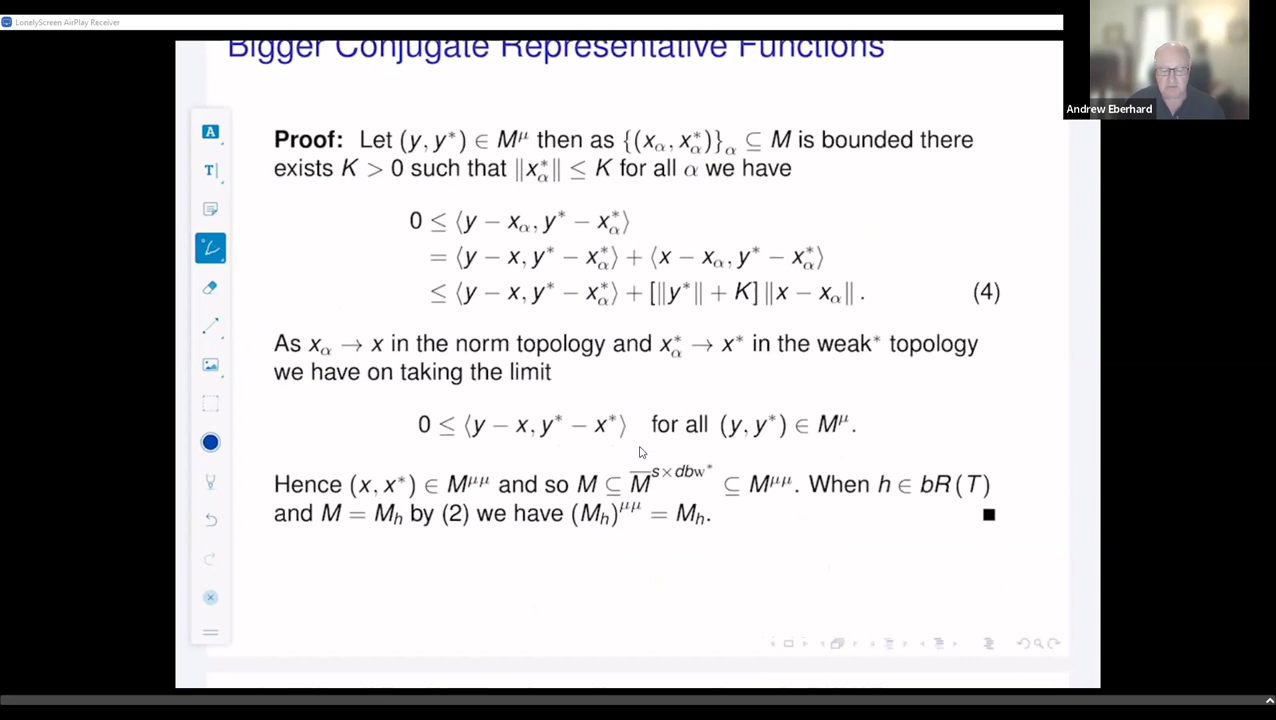 LonelyScreen AirPlay Receiver
Bigger Conjugate Representative Functions
Andrew Eberhard
Proof: Let (y, y*) ∈ M^μ then as {(x_α, x*_α)}_α ⊆ M is bounded there
exists K > 0 such that ‖x*_α‖ ≤ K for all α we have
0 ≤ ⟨y − x_α, y* − x*_α⟩
= ⟨y − x, y* − x*_α⟩ + ⟨x − x_α, y* − x*_α⟩
≤ ⟨y − x, y* − x*_α⟩ + [‖y*‖ + K] ‖x − x_α‖ . (4)
As x_α → x in the norm topology and x*_α → x* in the weak* topology
we have on taking the limit
0 ≤ ⟨y − x, y* − x*⟩ for all (y, y*) ∈ M^μ.
Hence (x, x*) ∈ M^μμ and so M ⊆ M̅^{s×dbw*} ⊆ M^μμ. When h ∈ bR(T)
and M = M_h by (2) we have (M_h)^μμ = M_h. ■